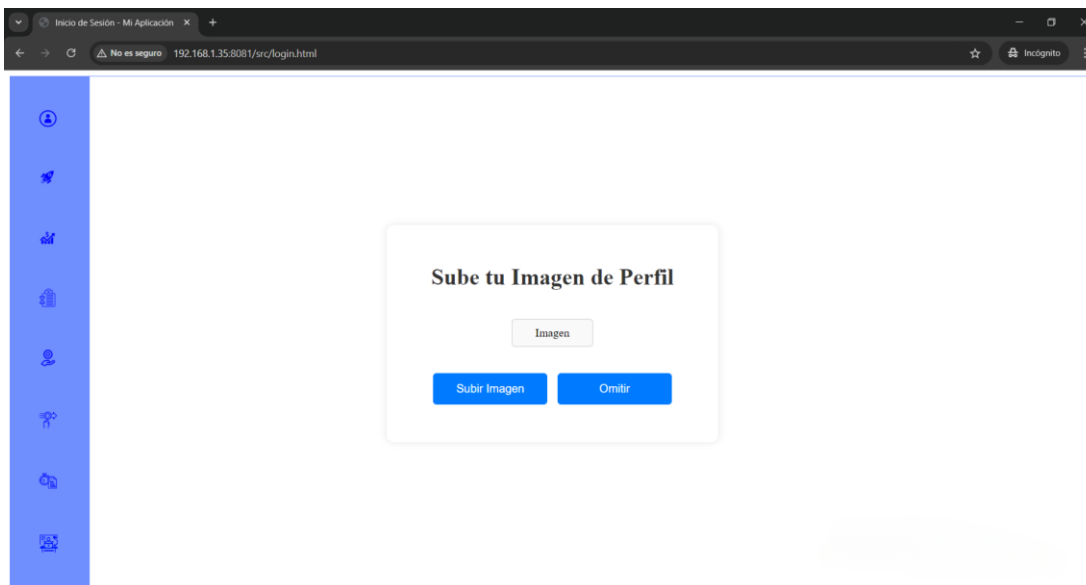 Inicio de Sesión - Mi Aplicación
No es seguro 192.168.1.35:8081/src/login.html
Incógnito
Sube tu Imagen de Perfil
Imagen
Subir Imagen Omitir